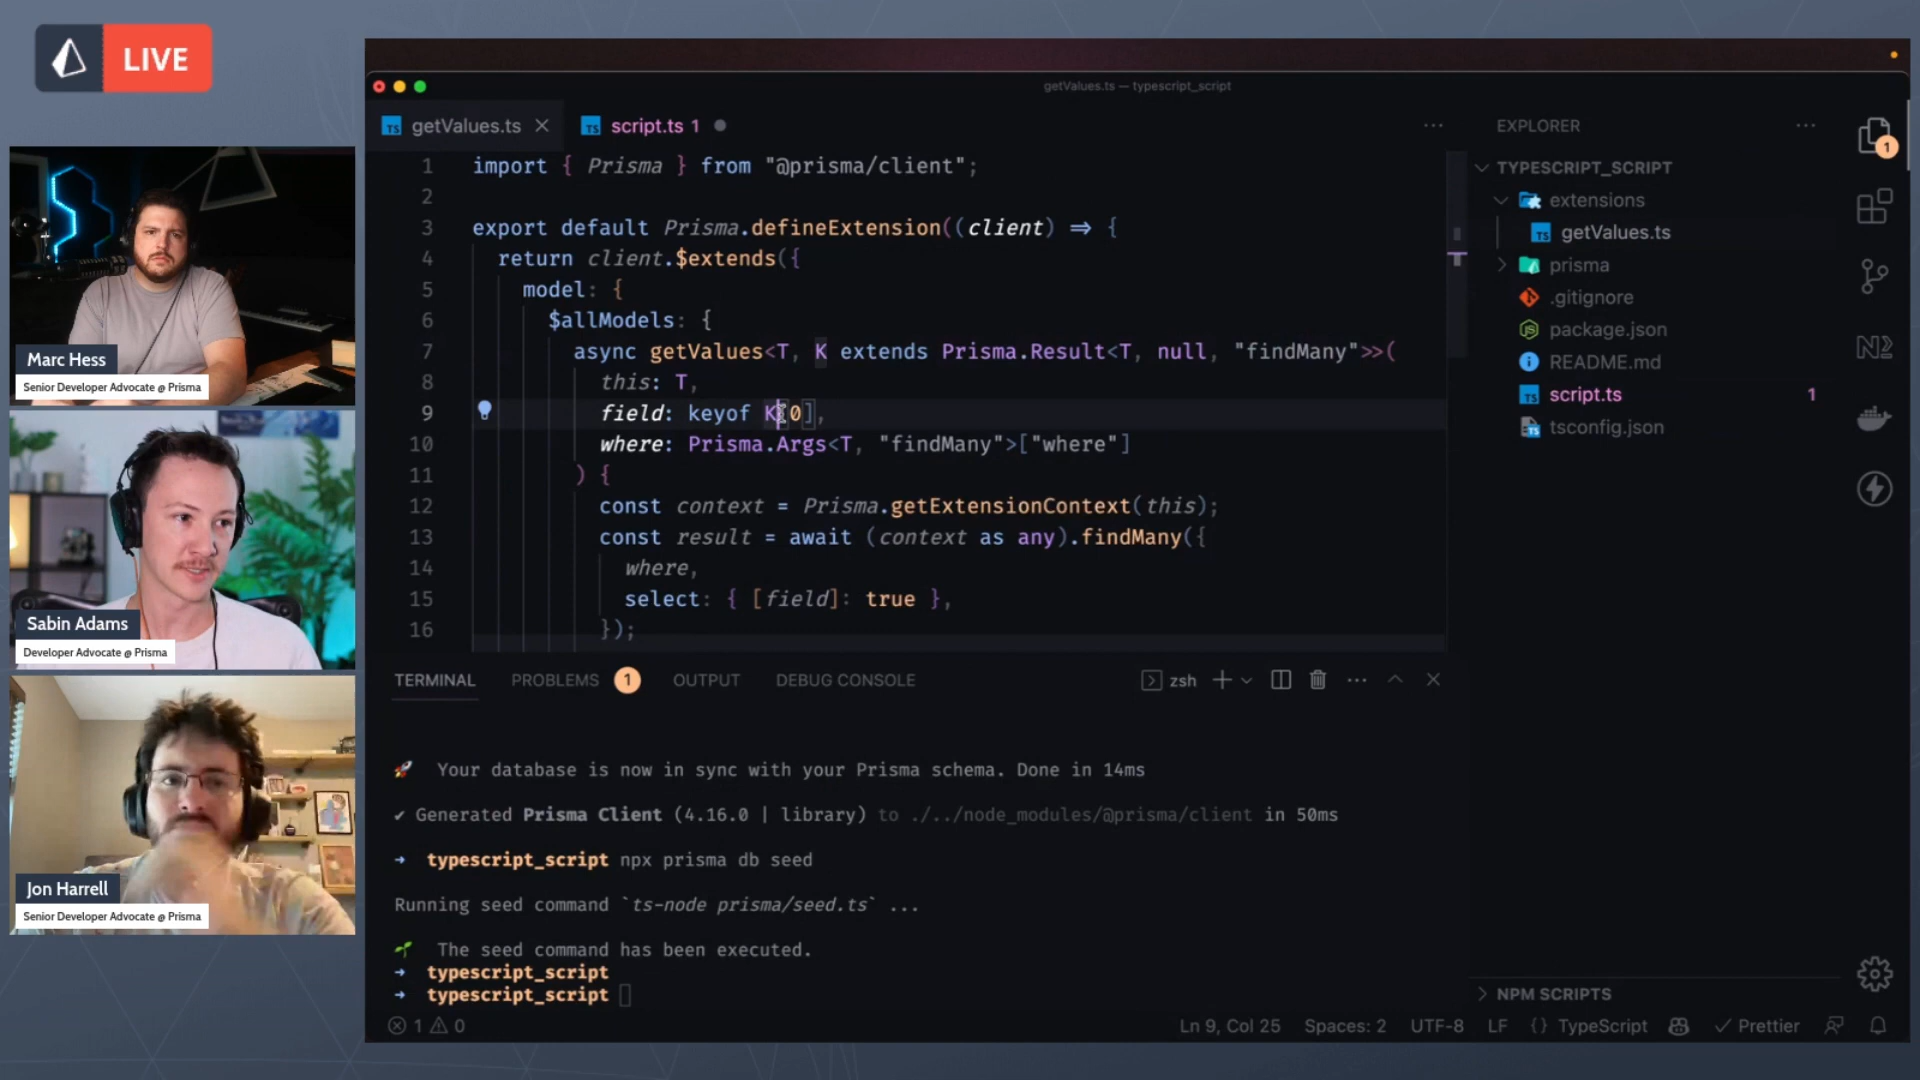 LIVE
Marc Hess
Senior Developer Advocate @ Prisma
Sabin Adams
Developer Advocate @ Prisma
Jon Harrell
Senior Developer Advocate @ Prisma
getValues.ts — typescript_script
TS getValues.ts
TS script.ts 1
1 import { Prisma } from "@prisma/client";
2
3 export default Prisma.defineExtension((client) => {
4 return client.$extends({
5 model: {
6 $allModels: {
7 async getValues<T, K extends Prisma.Result<T, null, "findMany">>(
8 this: T,
9 field: keyof K[0],
10 where: Prisma.Args<T, "findMany">["where"]
11 ) {
12 const context = Prisma.getExtensionContext(this);
13 const result = await (context as any).findMany({
14 where,
15 select: { [field]: true },
16 });
TERMINAL PROBLEMS 1 OUTPUT DEBUG CONSOLE
zsh
🚀 Your database is now in sync with your Prisma schema. Done in 14ms
✔ Generated Prisma Client (4.16.0 | library) to ./../node_modules/@prisma/client in 50ms
➜ typescript_script npx prisma db seed
Running seed command `ts-node prisma/seed.ts` ...
🌱 The seed command has been executed.
➜ typescript_script
➜ typescript_script
1 0
Ln 9, Col 25 Spaces: 2 UTF-8 LF {} TypeScript Prettier
EXPLORER
TYPESCRIPT_SCRIPT
extensions
TS getValues.ts
prisma
.gitignore
package.json
README.md
TS script.ts 1
TS tsconfig.json
NPM SCRIPTS
1